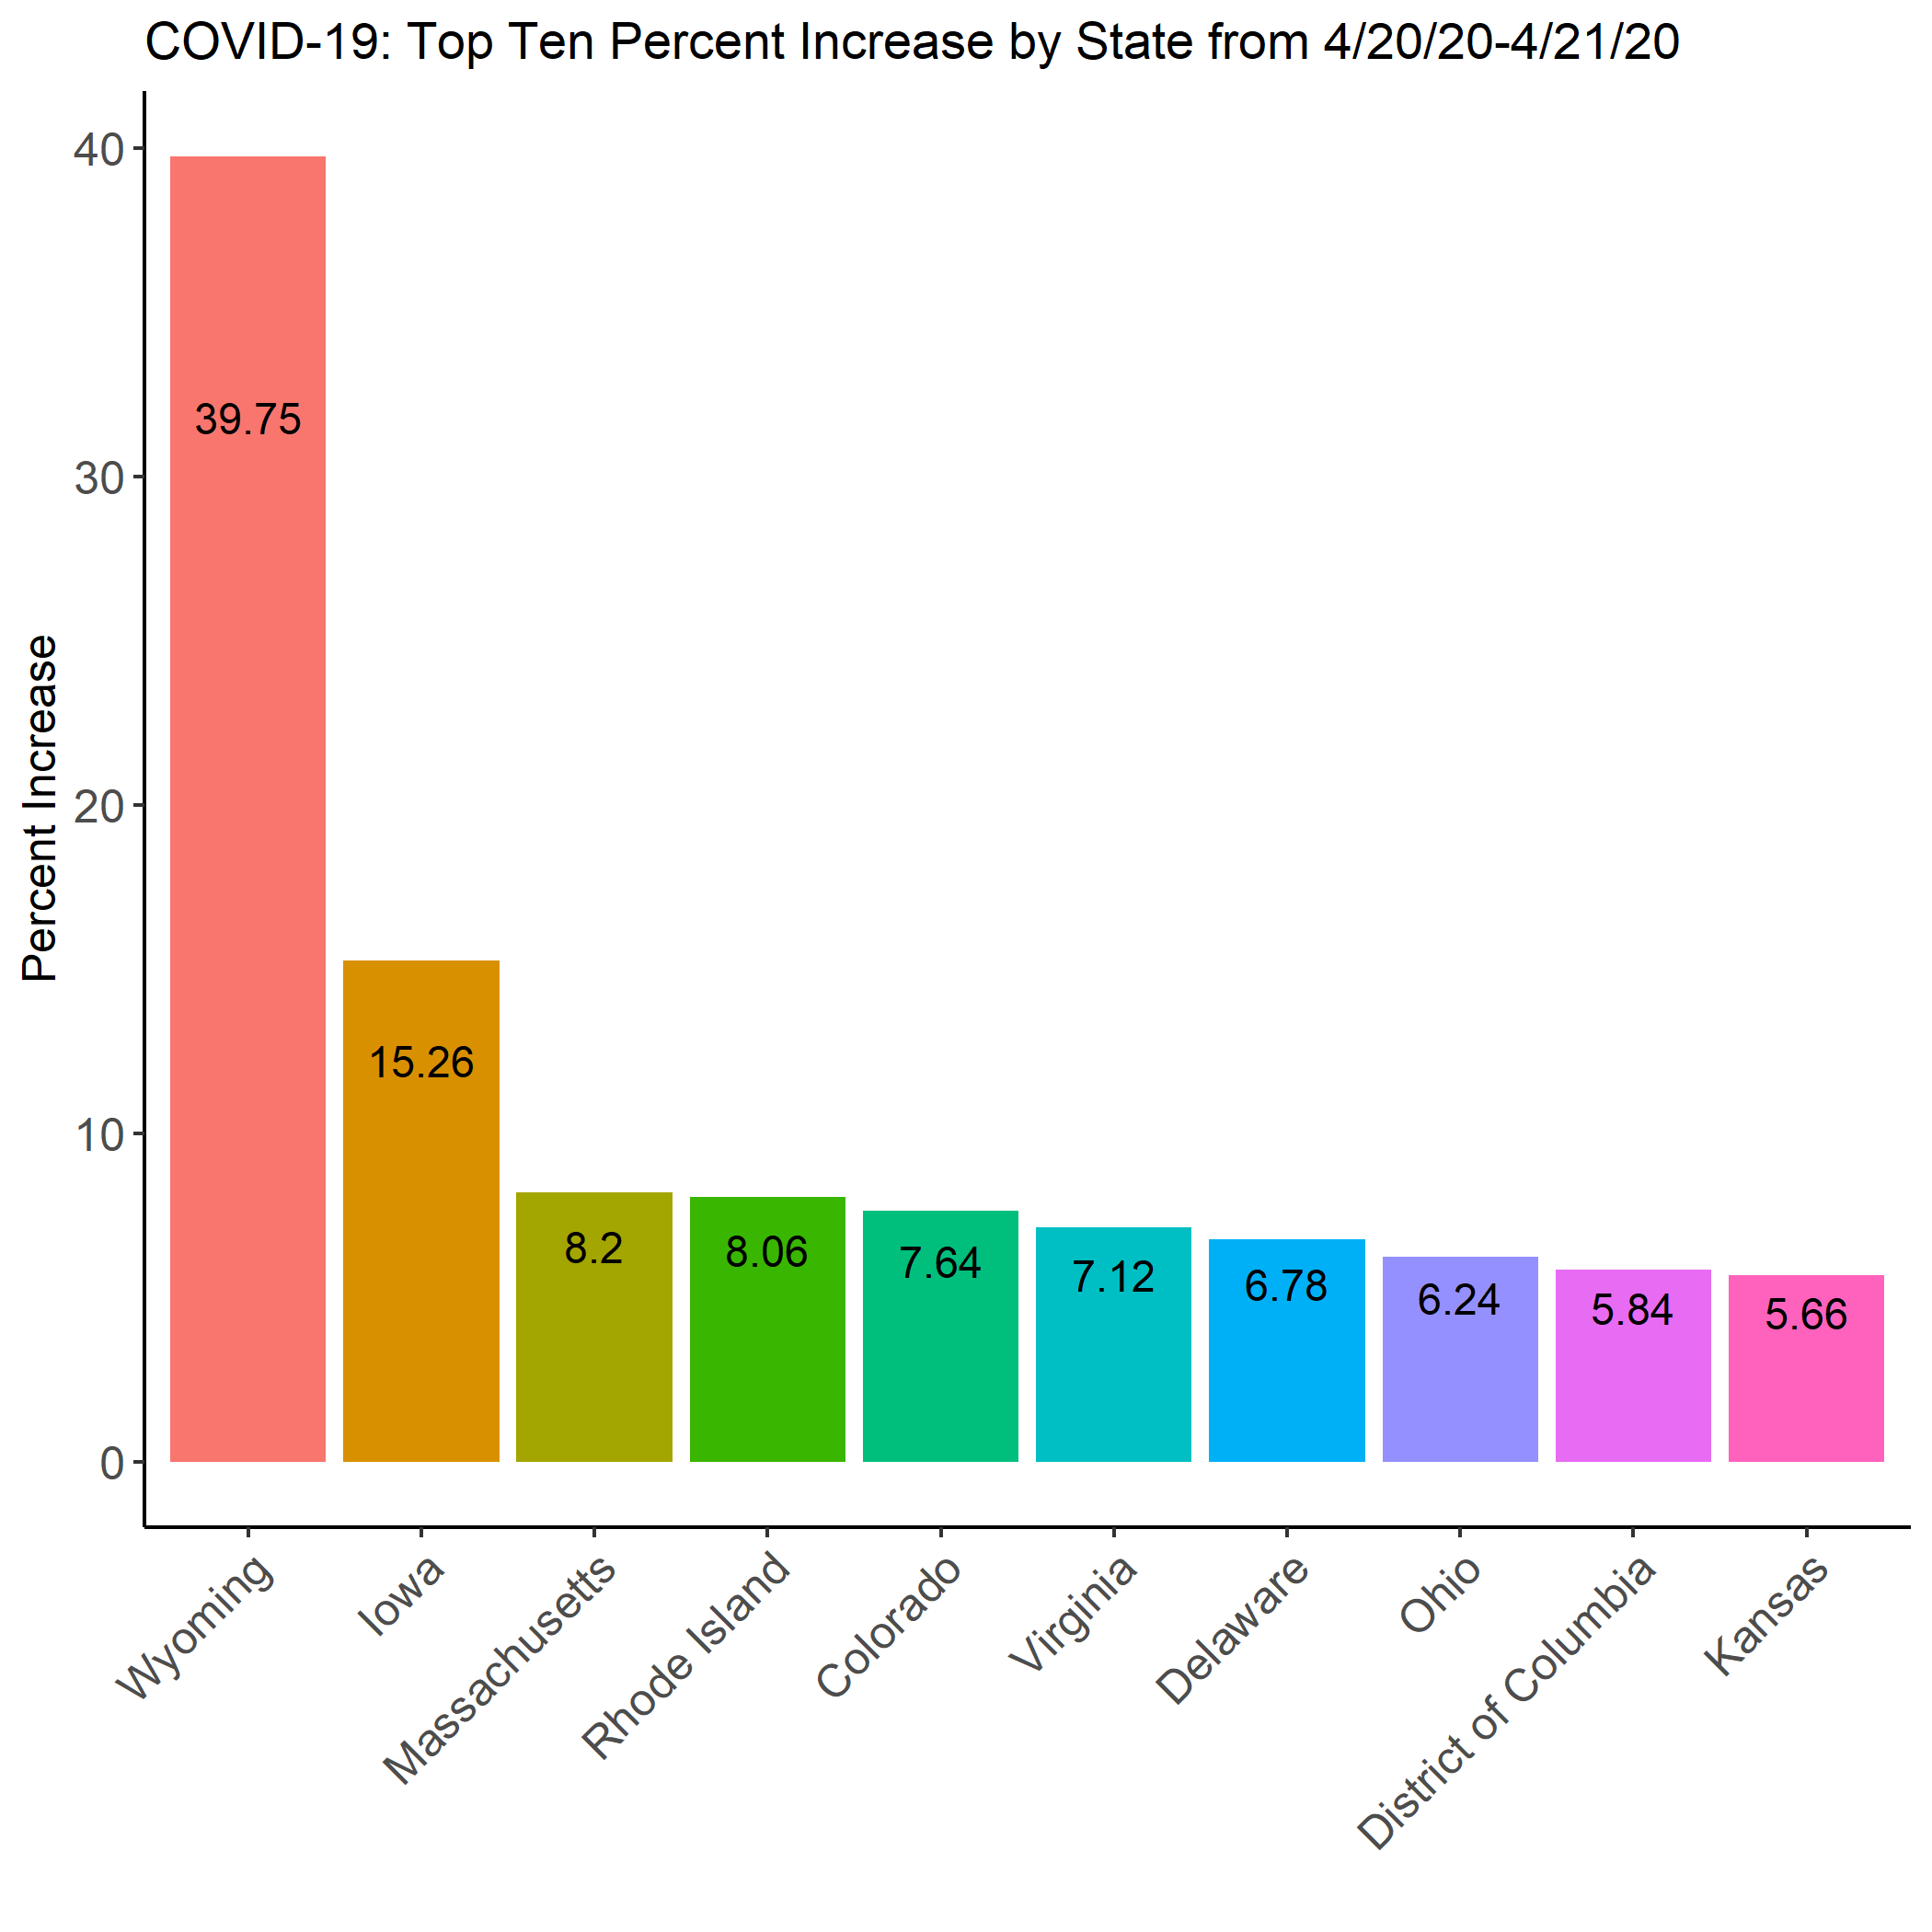 COVID-19: Top Ten Percent Increase by State from 4/20/20-4/21/20
Percent Increase
40
30
20
10
0
39.75
15.26
8.2
8.06
7.64
7.12
6.78
6.24
5.84
5.66
Wyoming
Iowa
Massachusetts
Rhode Island
Colorado
Virginia
Delaware
Ohio
District of Columbia
Kansas